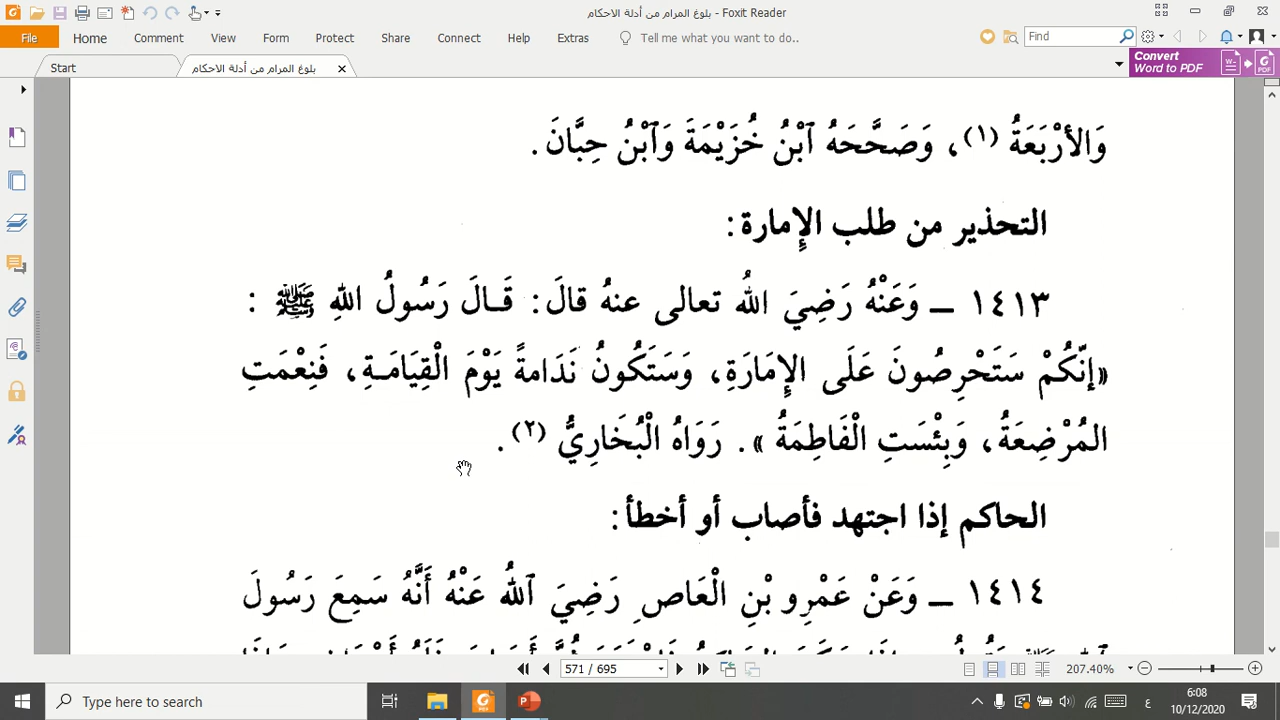 بلوغ المرام من أدلة الاحكام - Foxit Reader
File Home Comment View Form Protect Share Connect Help Extras Tell me what you want to do.. Find
Start بلوغ المرام من أدلة الاحكام
Convert
Word to PDF
وَالأرْبَعَةُ (١)، وَصَحَّحَهُ ٱبْنُ خُزَيْمَةَ وَٱبْنُ حِبَّانَ.
التحذير من طلب الإمارة:
١٤١٣ ــ وَعَنْهُ رَضِيَ اللهُ تعالى عنهُ قالَ: قَـالَ رَسُولُ اللهِ ﷺ :
«إنَّكُمْ سَتَحْرِصُونَ عَلَى الإِمَارَةِ، وَسَتَكُونُ نَدَامةً يَوْمَ الْقِيَامَـةِ، فَنِعْمَتِ
المُرْضِعَةُ، وَبِئْسَتِ الْفَاطِمَةُ». رَوَاهُ الْبُخَارِيُّ (٢).
الحاكم إذا اجتهد فأصاب أو أخطأ:
١٤١٤ ــ وَعَنْ عَمْرِو بْنِ الْعَاصِ رَضِيَ ٱللهُ عَنْهُ أَنَّهُ سَمِعَ رَسُولَ
571 / 695 207.40%
Type here to search
ع 6:08
10/12/2020